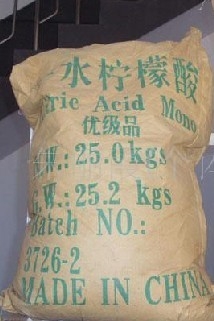 一水柠檬酸
tric Acid Mono
优级品
N.W.: 25.0kgs
G.W.: 25.2 kgs
Batch NO.:
3726-2
MADE IN CHINA